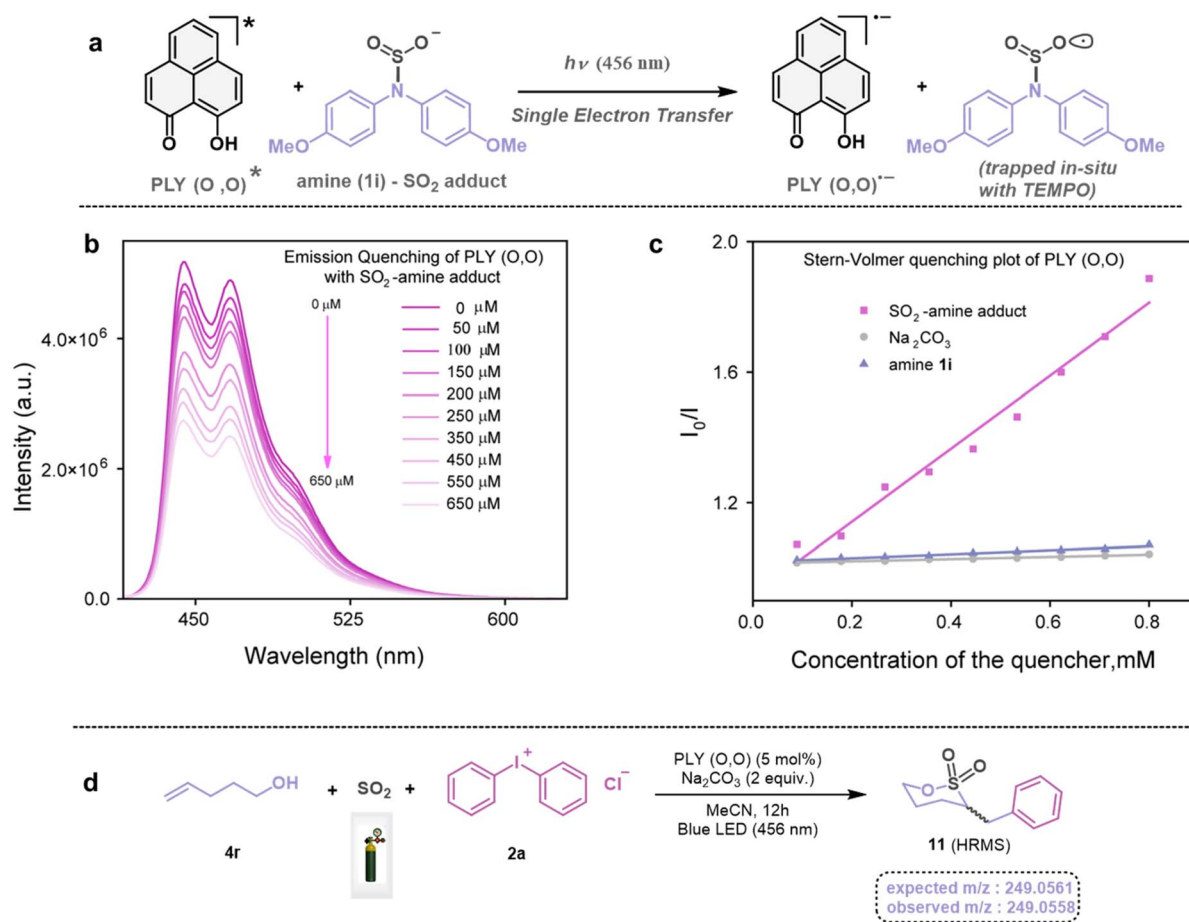 a
*
O
OH
PLY (O ,O)*
+
O
S
O−
N
MeO
OMe
amine (1i) - SO2 adduct
hν (456 nm)
Single Electron Transfer
•−
O
OH
PLY (O,O)•−
+
O
S
O
N
MeO
OMe
(trapped in-situ
with TEMPO)
b
Emission Quenching of PLY (O,O)
with SO2-amine adduct
0 μM
650 μM
0 μM
50 μM
100 μM
150 μM
200 μM
250 μM
350 μM
450 μM
550 μM
650 μM
4.0×10⁶
2.0×10⁶
0.0
Intensity (a.u.)
450
525
600
Wavelength (nm)
c
Stern-Volmer quenching plot of PLY (O,O)
SO2-amine adduct
Na2CO3
amine 1i
2.0
1.6
1.2
I0/I
0.0
0.2
0.4
0.6
0.8
Concentration of the quencher,mM
d
OH
4r
+
SO2
+
I+
Cl−
2a
PLY (O,O) (5 mol%)
Na2CO3 (2 equiv.)
MeCN, 12h
Blue LED (456 nm)
O
O
O
S
11 (HRMS)
expected m/z : 249.0561
observed m/z : 249.0558